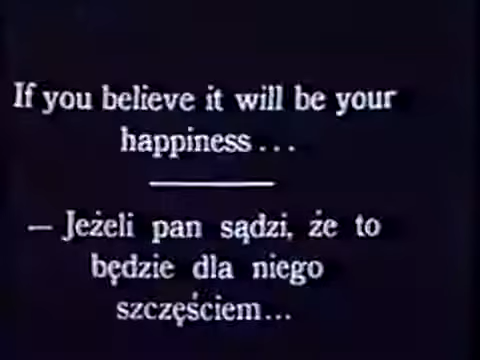 If you believe it will be your
happiness...
— Jeżeli pan sądzi, że to
będzie dla niego
szczęściem...